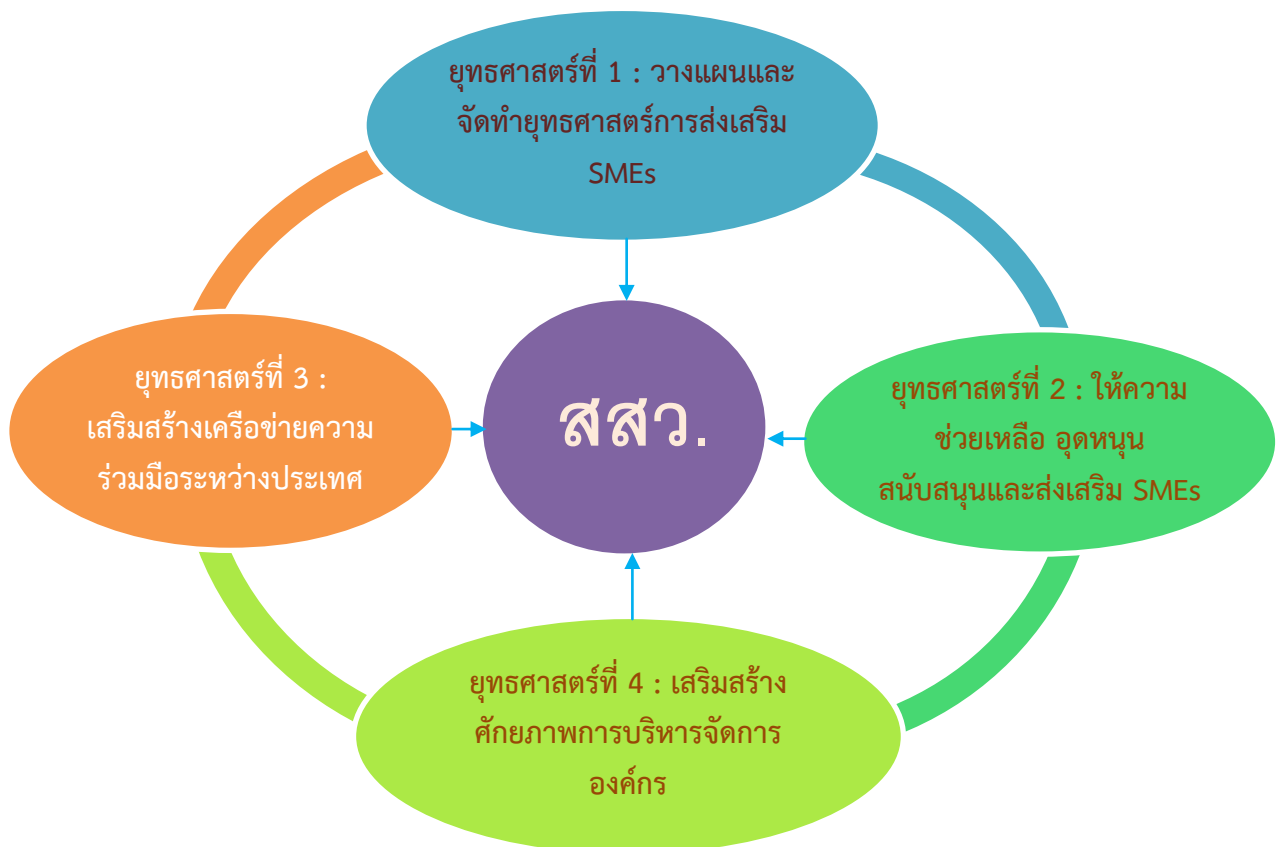 ยุทธศาสตร์ที่ 1 : วางแผนและ
จัดทำยุทธศาสตร์การส่งเสริม
SMEs
ยุทธศาสตร์ที่ 3 :
เสริมสร้างเครือข่ายความ
ร่วมมือระหว่างประเทศ
สสว.
ยุทธศาสตร์ที่ 2 : ให้ความ
ช่วยเหลือ อุดหนุน
สนับสนุนและส่งเสริม SMEs
ยุทธศาสตร์ที่ 4 : เสริมสร้าง
ศักยภาพการบริหารจัดการ
องค์กร